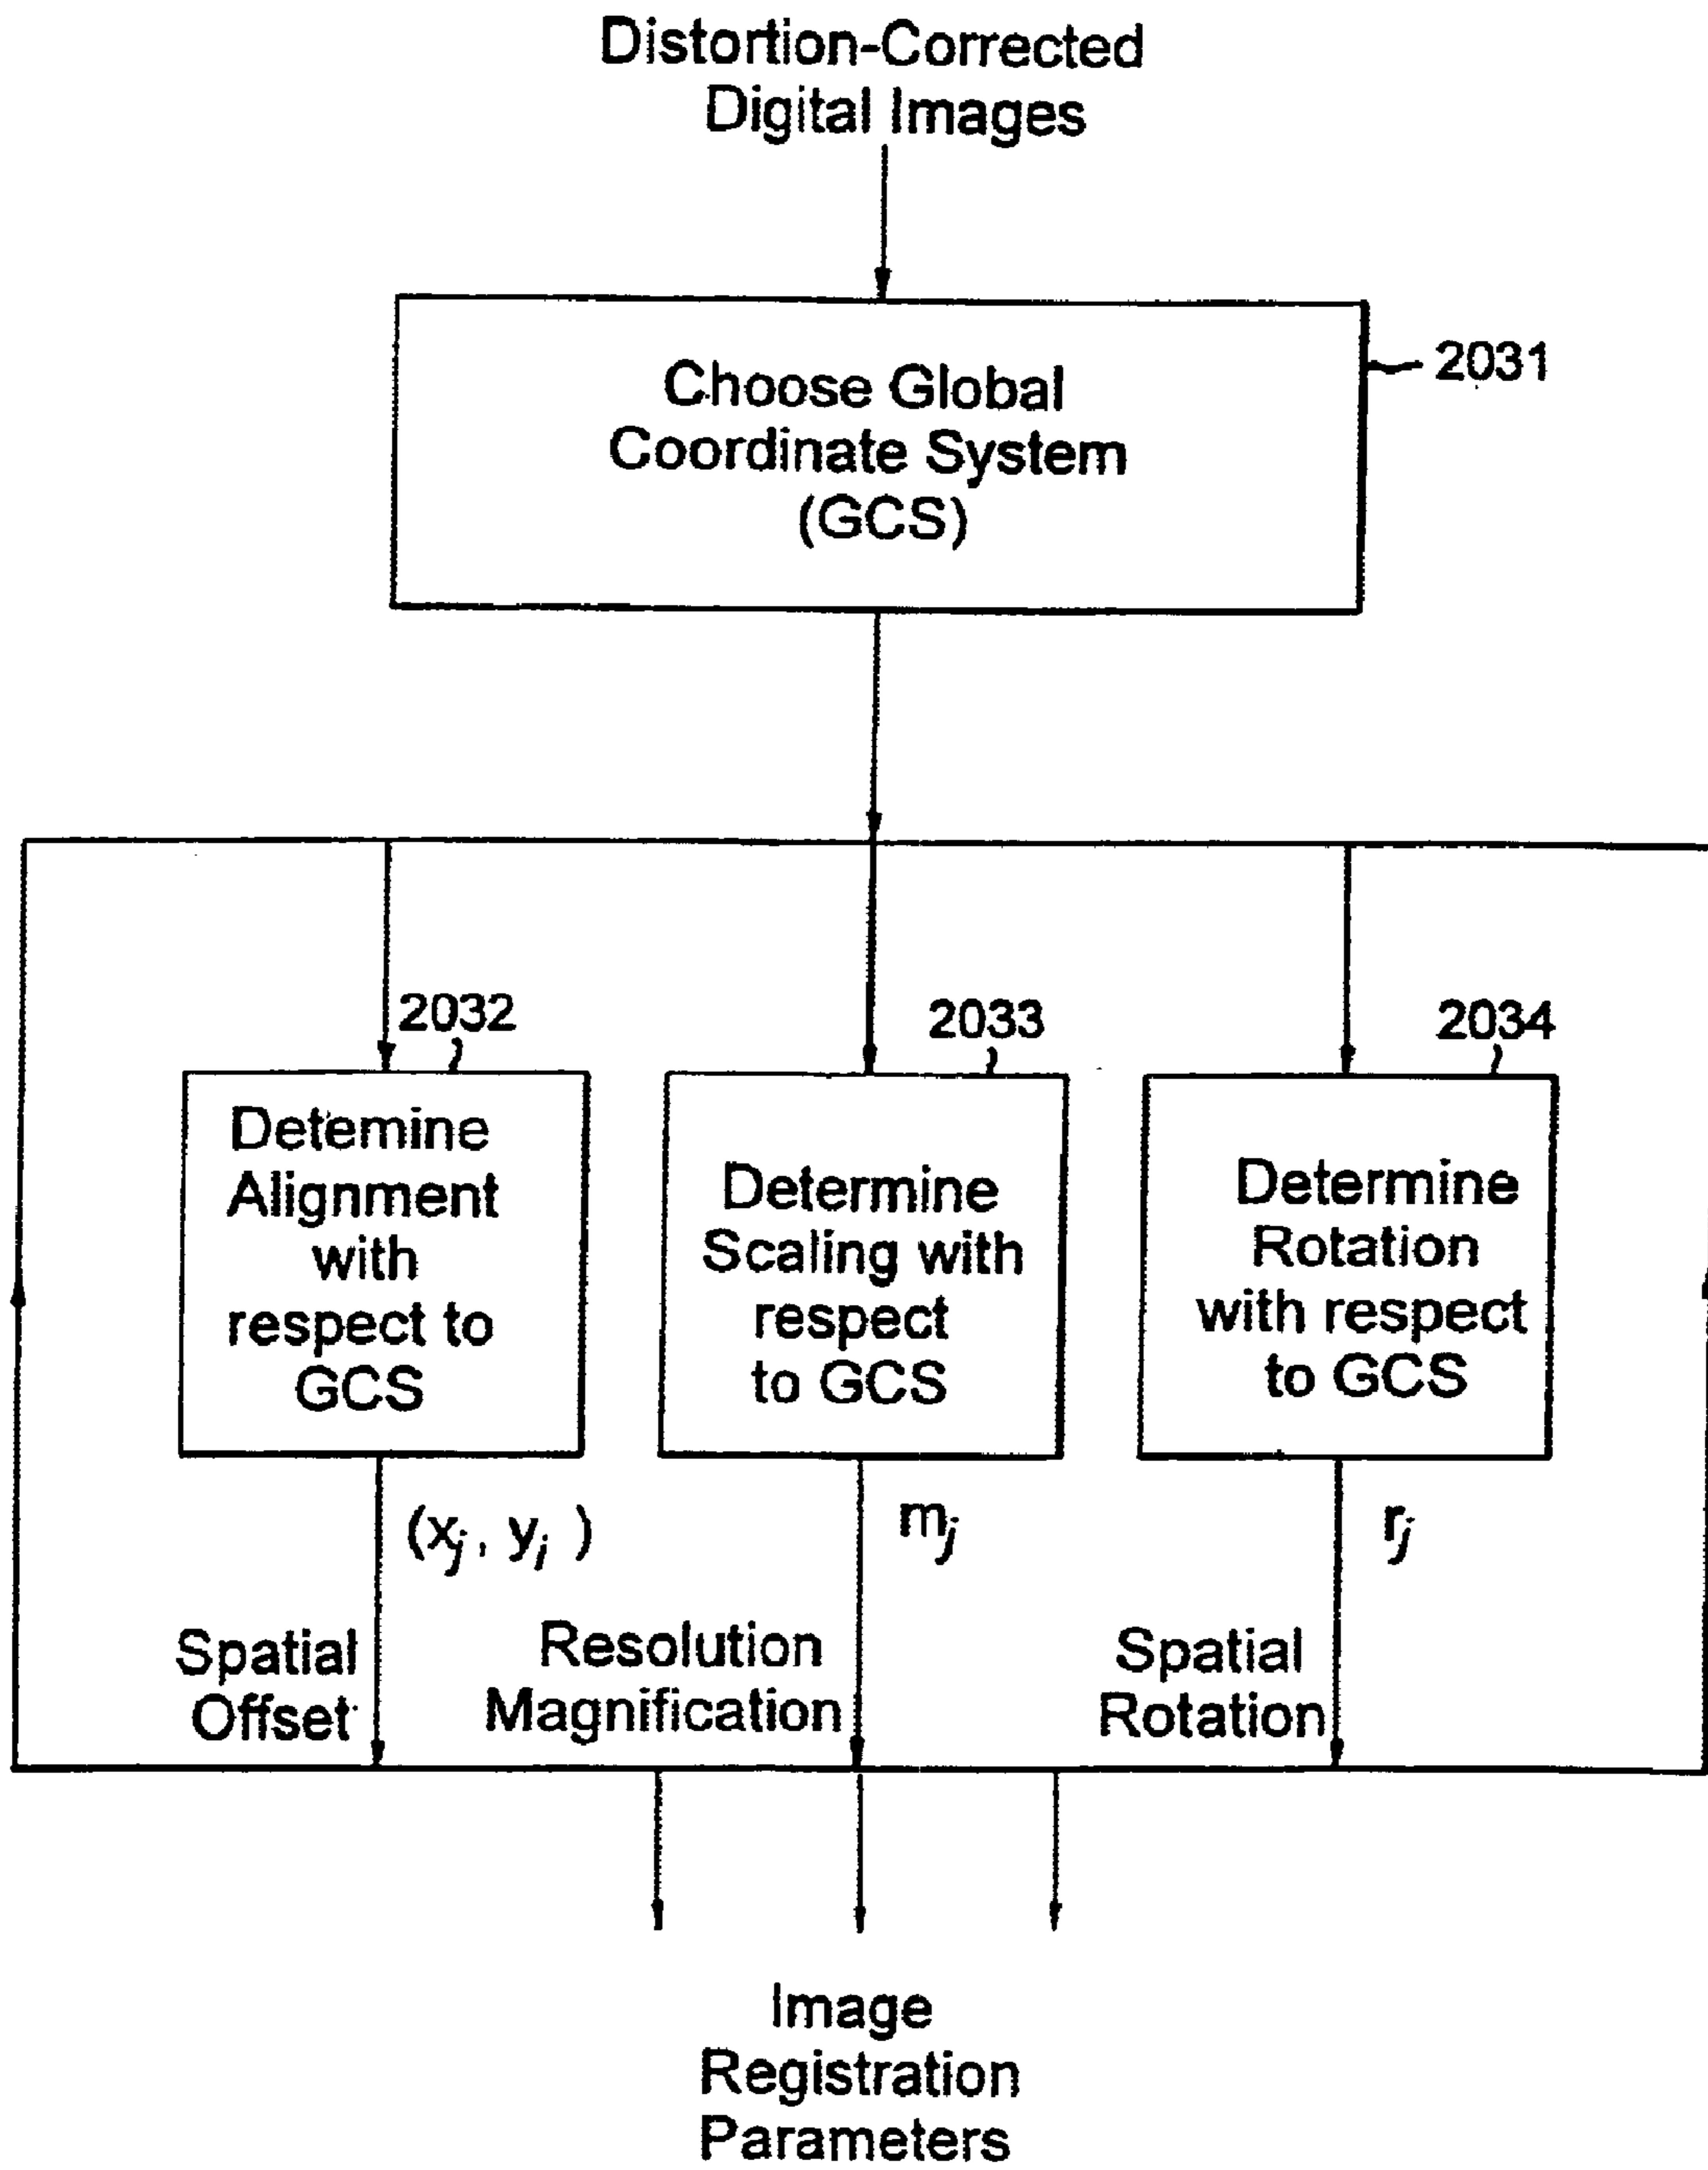 Distortion-Corrected
Digital Images
Choose Global
Coordinate System
(GCS)
2031
2032
2033
2034
Detemine
Alignment
with
respect to
GCS
Determine
Scaling with
respect
to GCS
Determine
Rotation
with respect
to GCS
(xj, yi )
mj
rj
Spatial
Offset
Resolution
Magnification
Spatial
Rotation
Image
Registration
Parameters